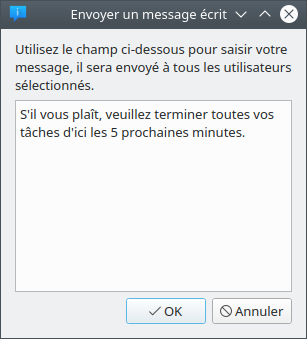 Envoyer un message écrit
Utilisez le champ ci-dessous pour saisir votre
message, il sera envoyé à tous les utilisateurs
sélectionnés.
S'il vous plaît, veuillez terminer toutes vos
tâches d'ici les 5 prochaines minutes.
OK
Annuler